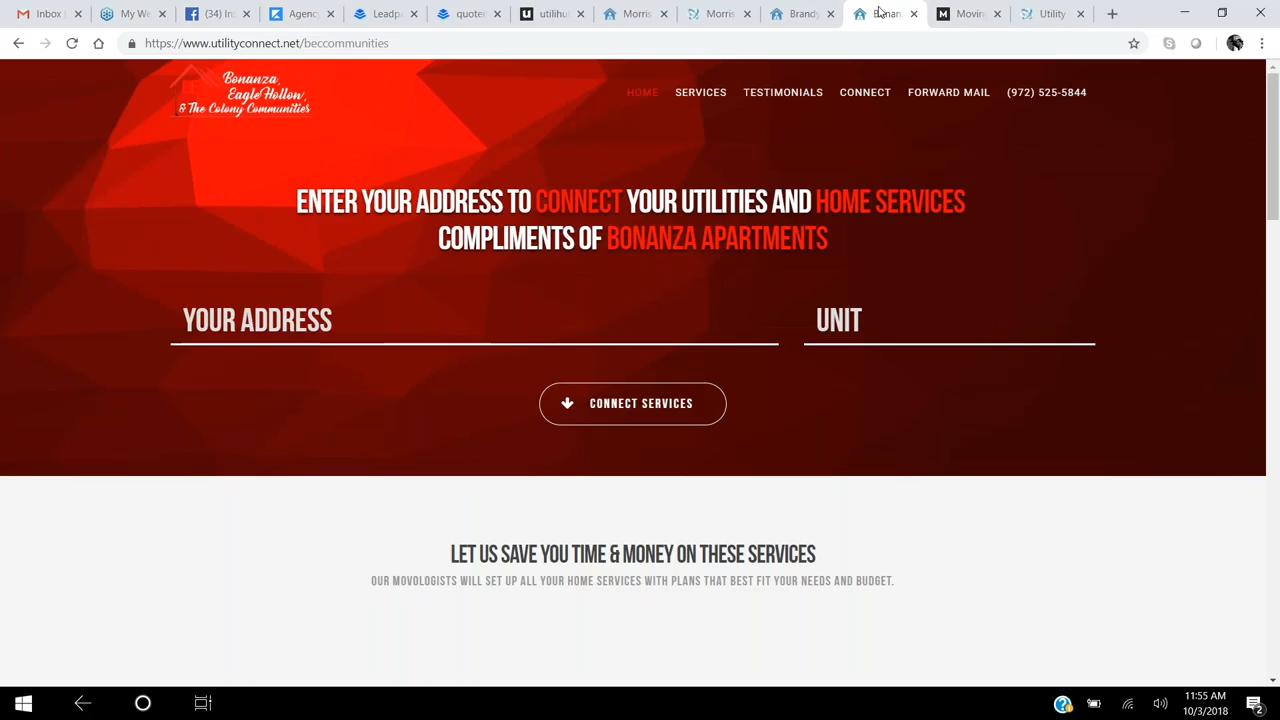 Inbox
My We
(34) In
Agency
Leadp
quote
utilihu
Morris
Morris
Brandy
Bonan
Movin
Utility
https://www.utilityconnect.net/beccommunities
Bonanza,
Eagle Hollow,
& The Colony Communities
HOME
SERVICES
TESTIMONIALS
CONNECT
FORWARD MAIL
(972) 525-5844
ENTER YOUR ADDRESS TO CONNECT YOUR UTILITIES AND HOME SERVICES
COMPLIMENTS OF BONANZA APARTMENTS
YOUR ADDRESS
UNIT
CONNECT SERVICES
LET US SAVE YOU TIME & MONEY ON THESE SERVICES
OUR MOVOLOGISTS WILL SET UP ALL YOUR HOME SERVICES WITH PLANS THAT BEST FIT YOUR NEEDS AND BUDGET.
11:55 AM
10/3/2018
2